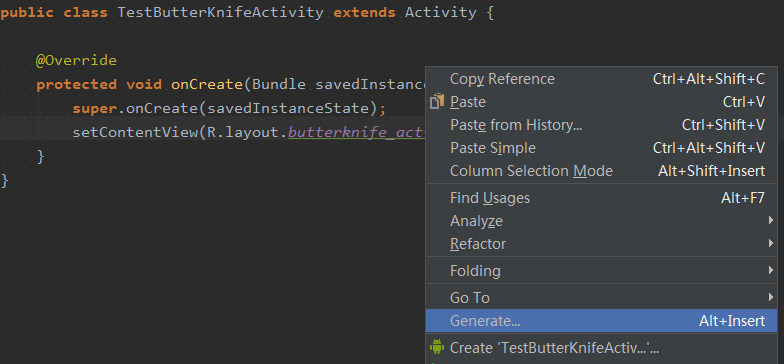 public class TestButterKnifeActivity extends Activity {
@Override
protected void onCreate(Bundle savedInstanc
super.onCreate(savedInstanceState);
setContentView(R.layout.butterknife_acti
}
}
Copy Reference Ctrl+Alt+Shift+C
Paste Ctrl+V
Paste from History... Ctrl+Shift+V
Paste Simple Ctrl+Alt+Shift+V
Column Selection Mode Alt+Shift+Insert
Find Usages Alt+F7
Analyze
Refactor
Folding
Go To
Generate... Alt+Insert
Create 'TestButterKnifeActiv...'...